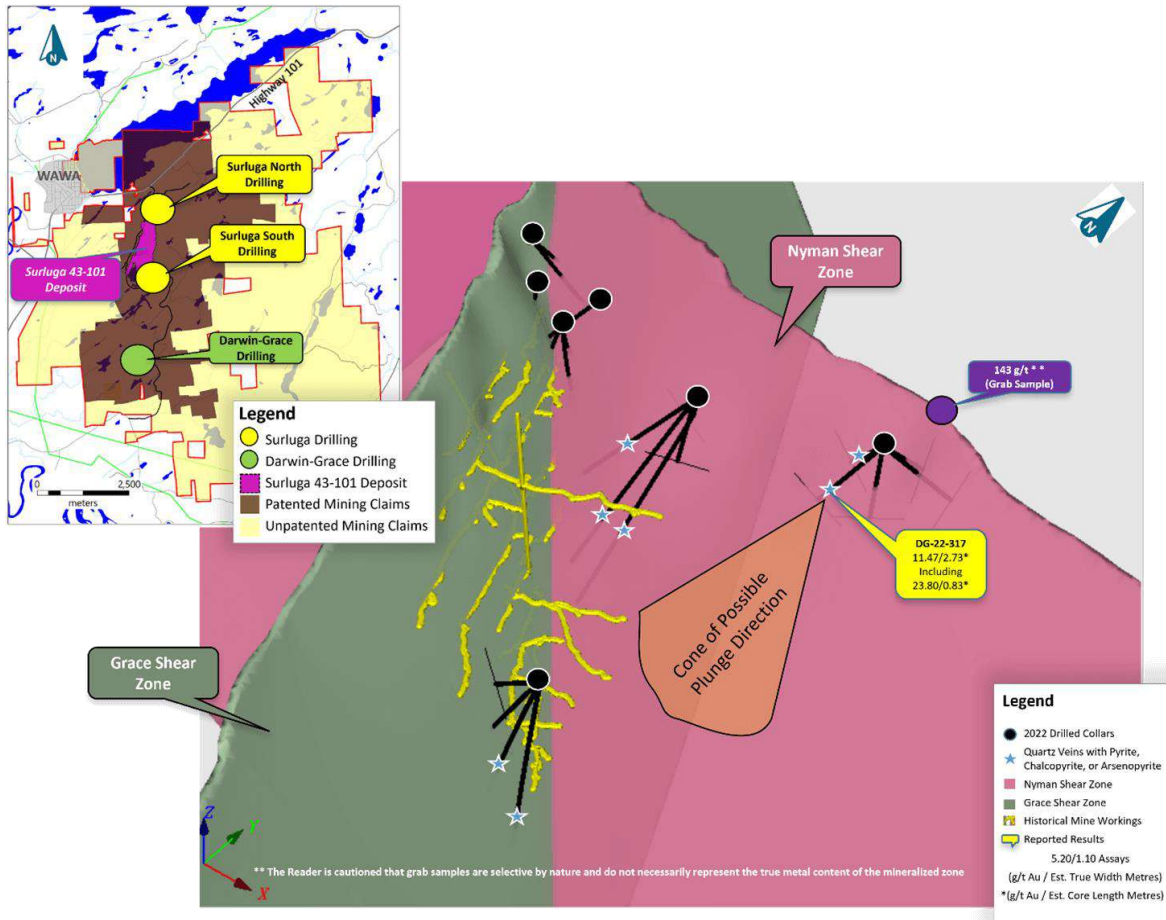 N
Highway 101
WAWA
Surluga North
Drilling
Surluga South
Drilling
Surluga 43-101
Deposit
Darwin-Grace
Drilling
0 2,500
meters
Legend
Surluga Drilling
Darwin-Grace Drilling
Surluga 43-101 Deposit
Patented Mining Claims
Unpatented Mining Claims
N
Nyman Shear
Zone
143 g/t * *
(Grab Sample)
DG-22-317
11.47/2.73*
Including
23.80/0.83*
Cone of Possible
Plunge Direction
Grace Shear
Zone
Z
Y
X
** The Reader is cautioned that grab samples are selective by nature and do not necessarily represent the true metal content of the mineralized zone
Legend
2022 Drilled Collars
Quartz Veins with Pyrite,
Chalcopyrite, or Arsenopyrite
Nyman Shear Zone
Grace Shear Zone
Historical Mine Workings
Reported Results
5.20/1.10 Assays
(g/t Au / Est. True Width Metres)
*(g/t Au / Est. Core Length Metres)